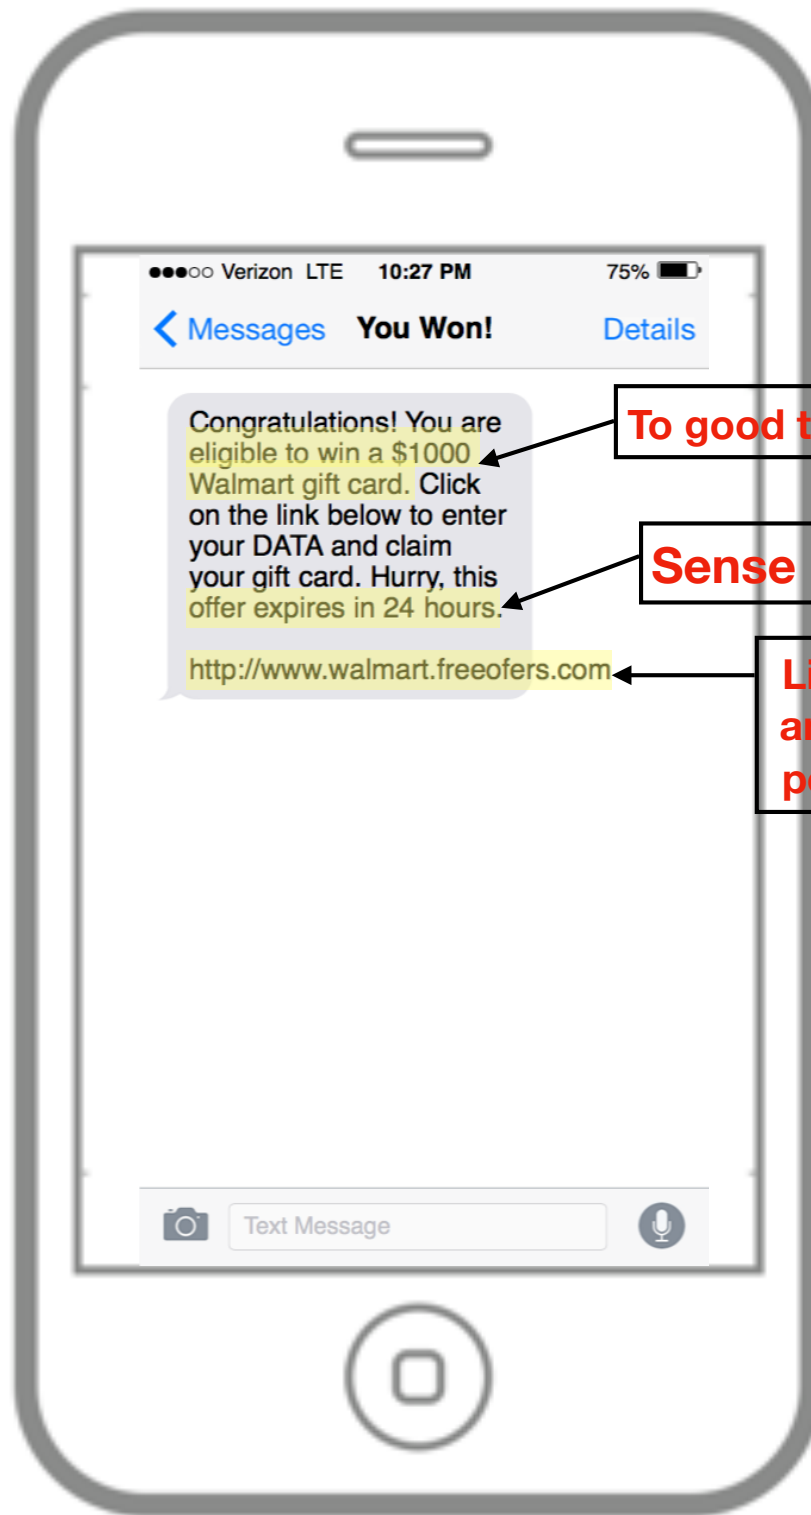 Verizon LTE 10:27 PM 75%
Messages You Won! Details
Congratulations! You are
eligible to win a $1000
Walmart gift card. Click
on the link below to enter
your DATA and claim
your gift card. Hurry, this
offer expires in 24 hours.
http://www.walmart.freeofers.com
To good
Sense
Text Message